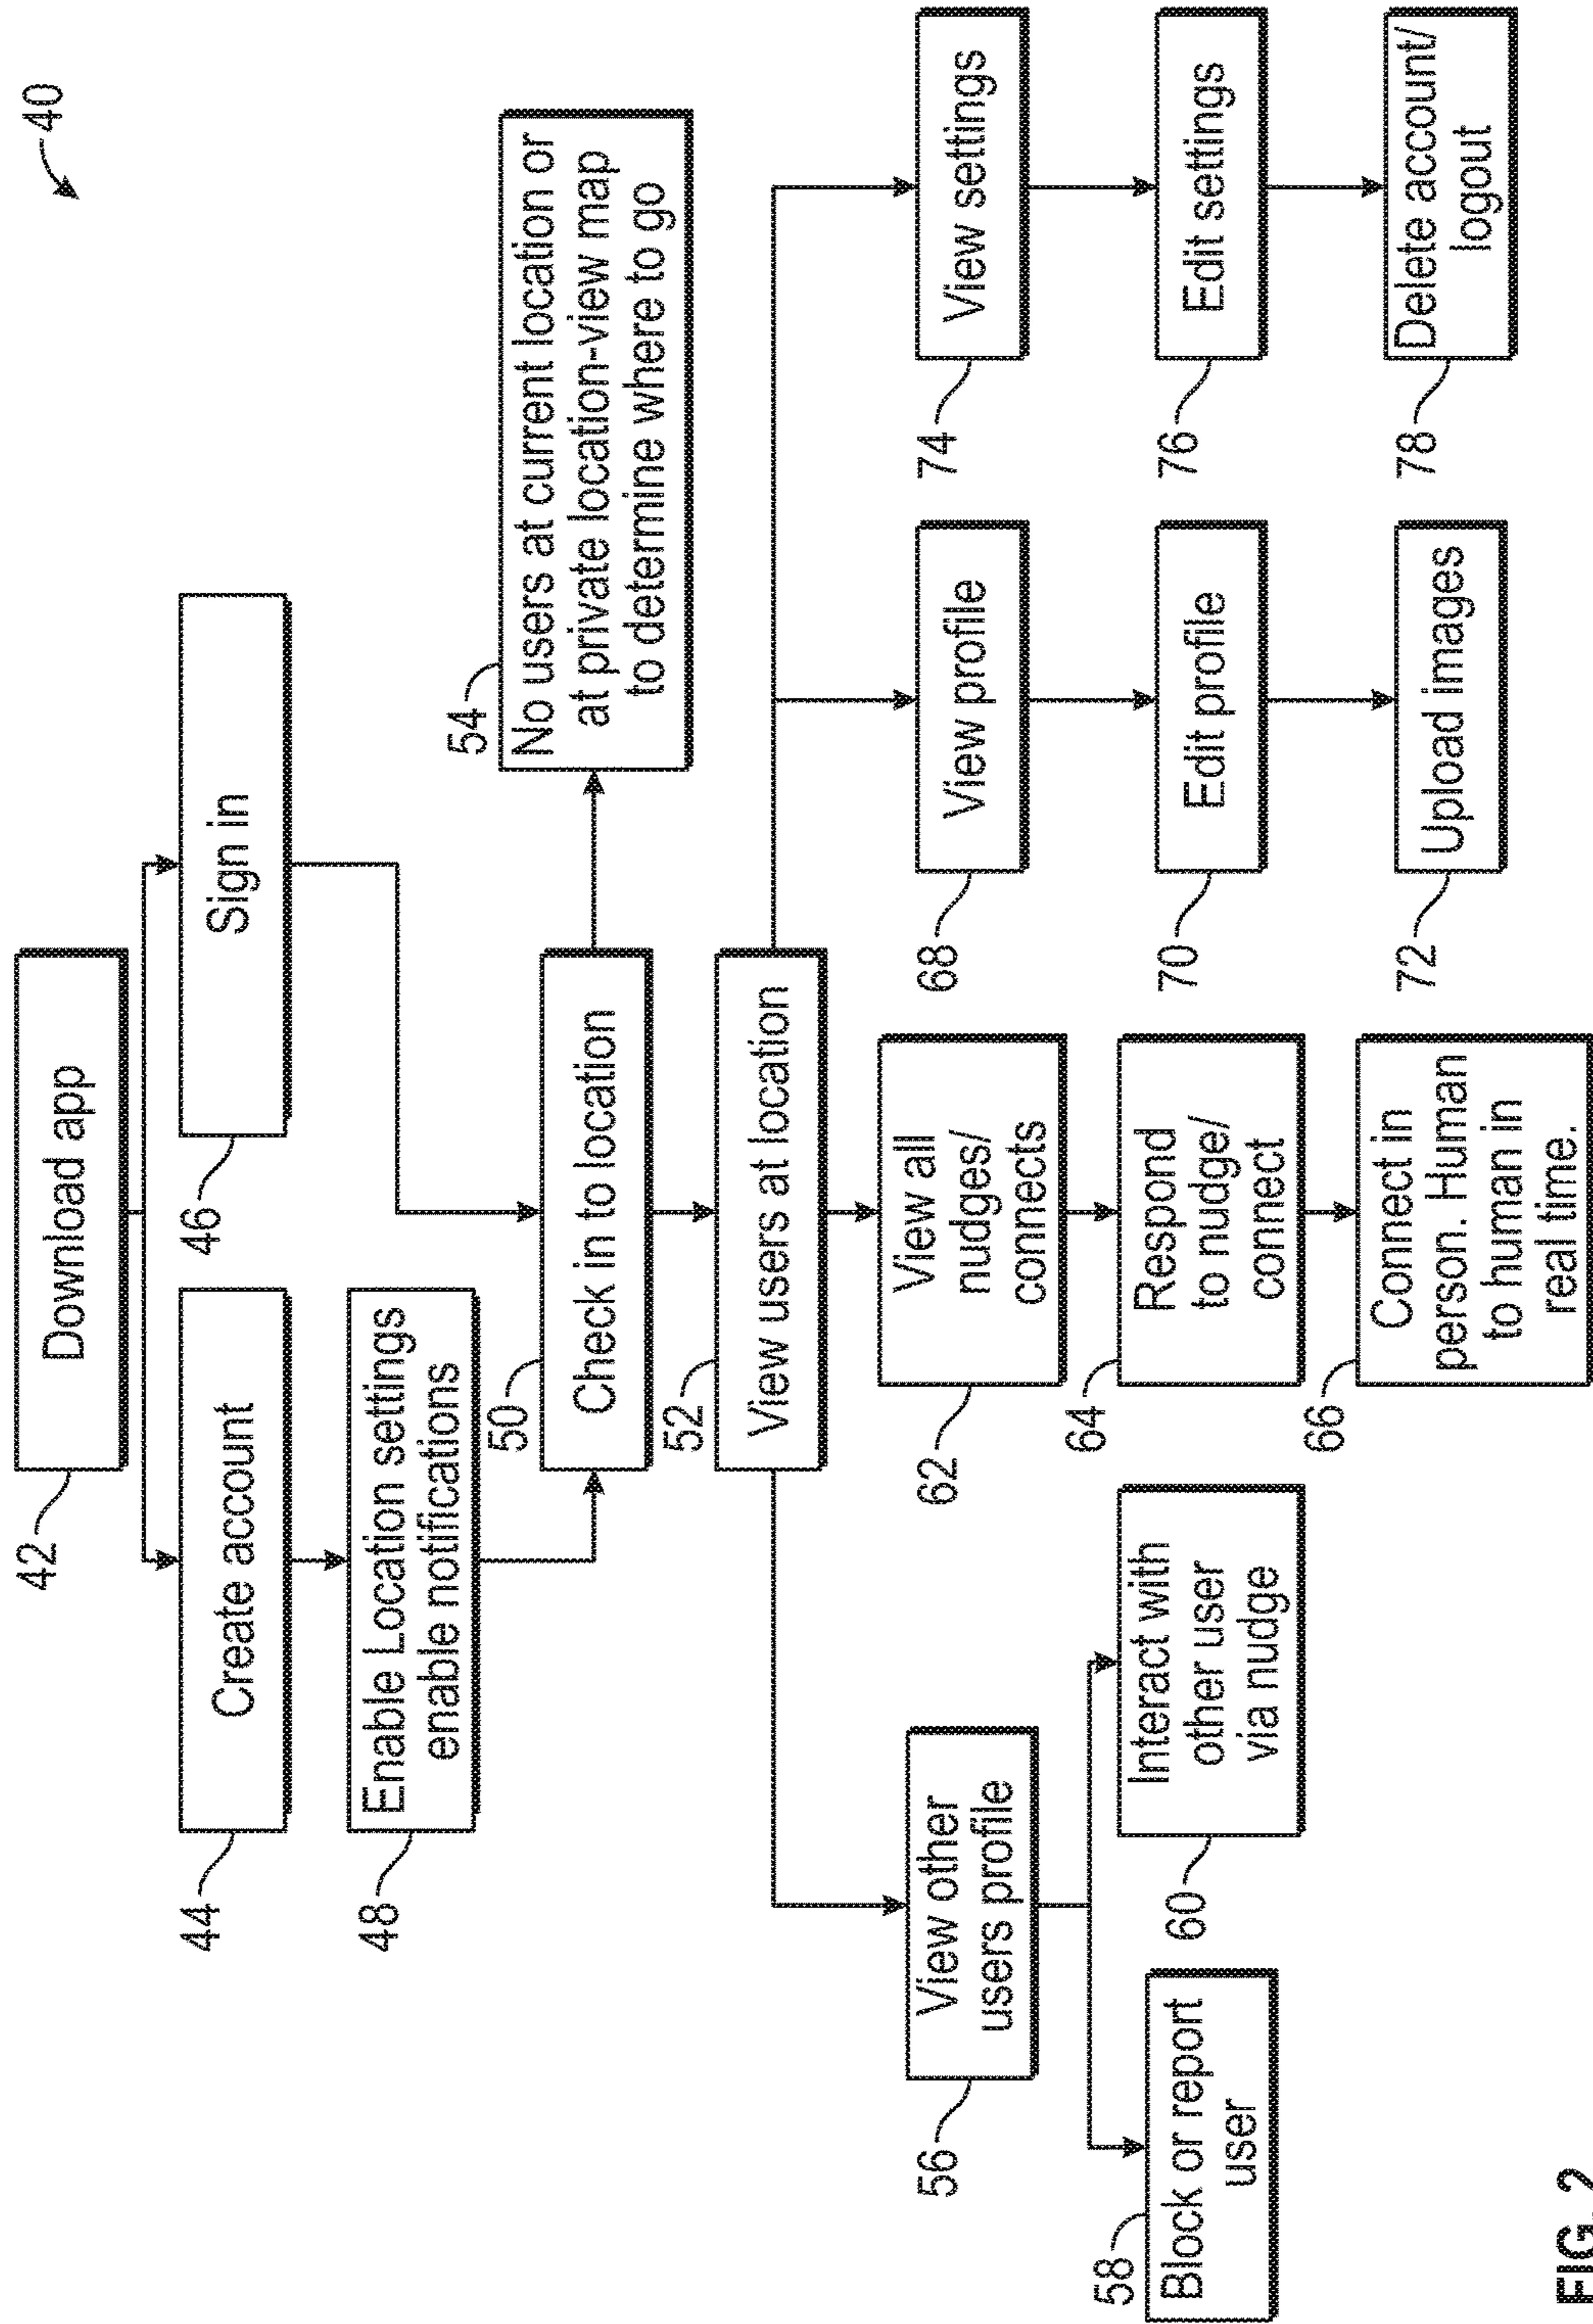 40
42
Download app
44
Create account
46
Sign in
48
Enable Location settings
enable notifications
50
Check in to location
54
No users at current location or
at private location-view map
to determine where to go
52
View users at location
56
View other
users profile
62
View all
nudges/
connects
68
View profile
74
View settings
58
Block or report
user
60
Interact with
other user
via nudge
64
Respond
to nudge/
connect
70
Edit profile
76
Edit settings
66
Connect in
person. Human
to human in
real time.
72
Upload images
78
Delete account/
logout
FIG. 2